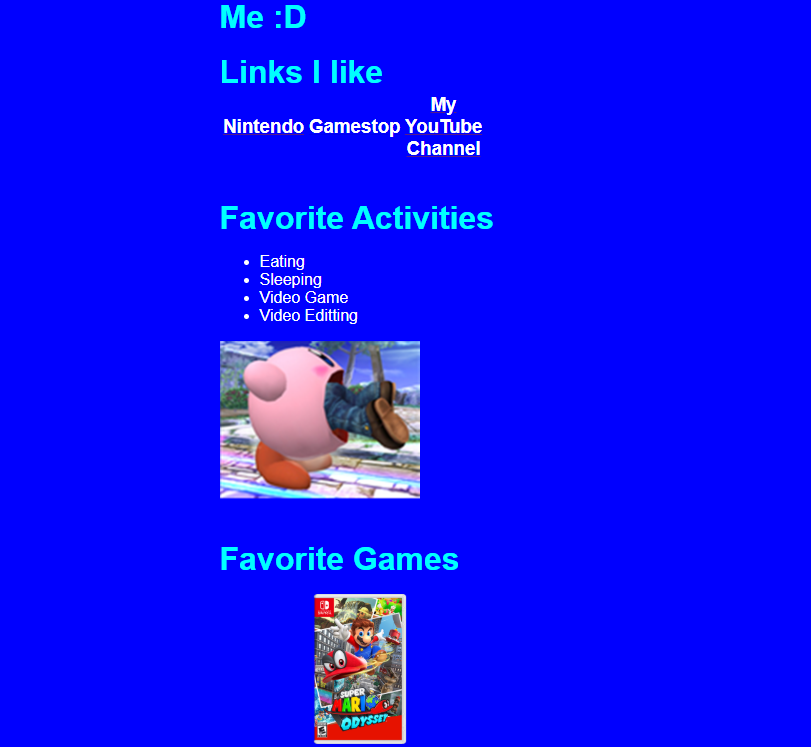 Me :D
Links I like
Nintendo Gamestop My YouTube Channel
Favorite Activities
Eating
Sleeping
Video Game
Video Editting
Favorite Games
SUPER
MARIO
ODYSSEY